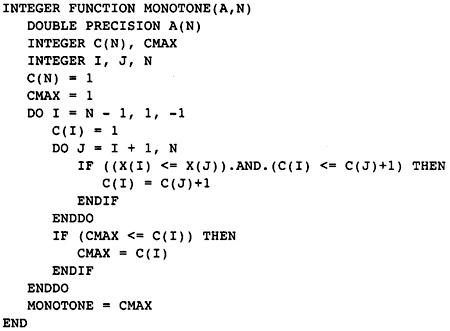 INTEGER FUNCTION MONOTONE(A,N)
DOUBLE PRECISION A(N)
INTEGER C(N), CMAX
INTEGER I, J, N
C(N) = 1
CMAX = 1
DO I = N - 1, 1, -1
C(I) = 1
DO J = I + 1, N
IF ((X(I) <= X(J)).AND.(C(I) <= C(J)+1) THEN
C(I) = C(J)+1
ENDIF
ENDDO
IF (CMAX <= C(I)) THEN
CMAX = C(I)
ENDIF
ENDDO
MONOTONE = CMAX
END